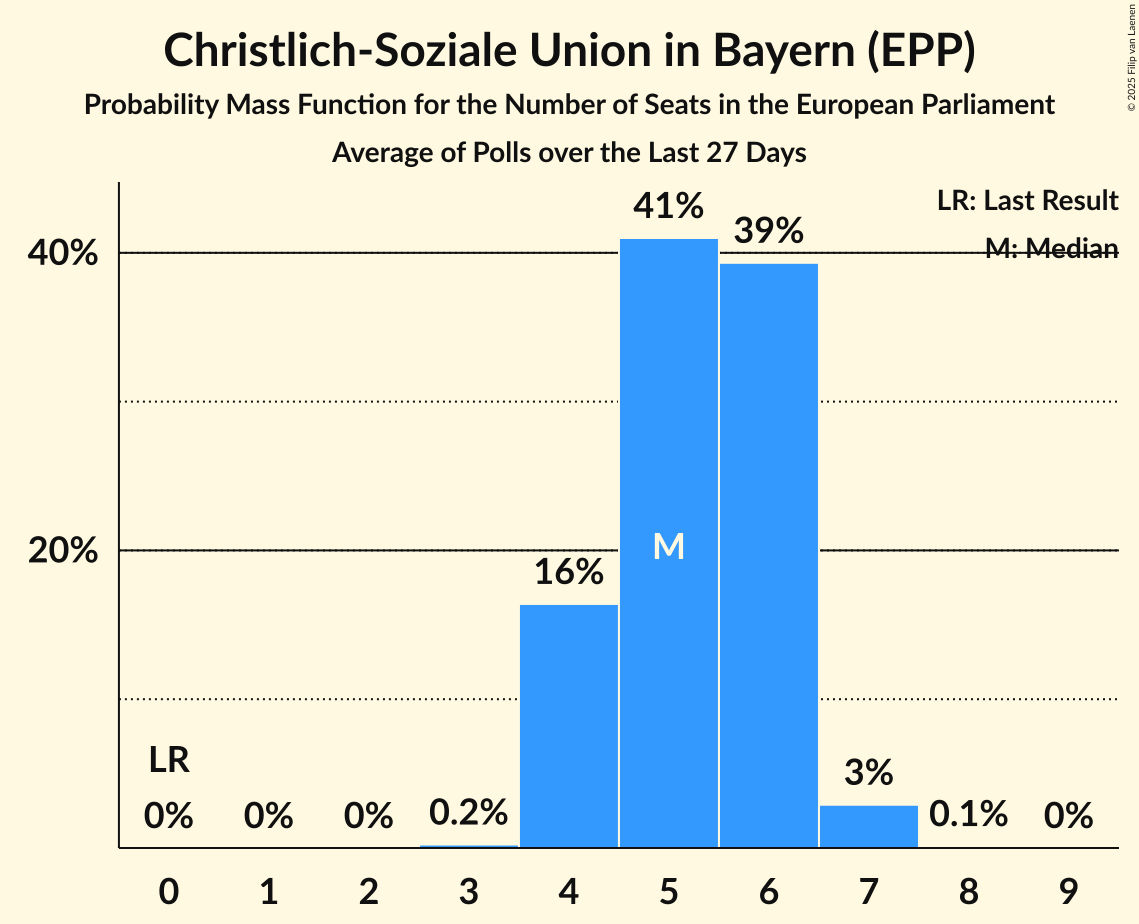 Christlich-Soziale Union in Bayern (EPP)
Probability Mass Function for the Number of Seats in the European Parliament
Average of Polls over the Last 27 Days
© 2025 Filip van Laenen
LR: Last Result
M: Median
40%
20%
41%
39%
M
16%
LR
0%
0%
0%
0.2%
3%
0.1%
0%
0
1
2
3
4
5
6
7
8
9